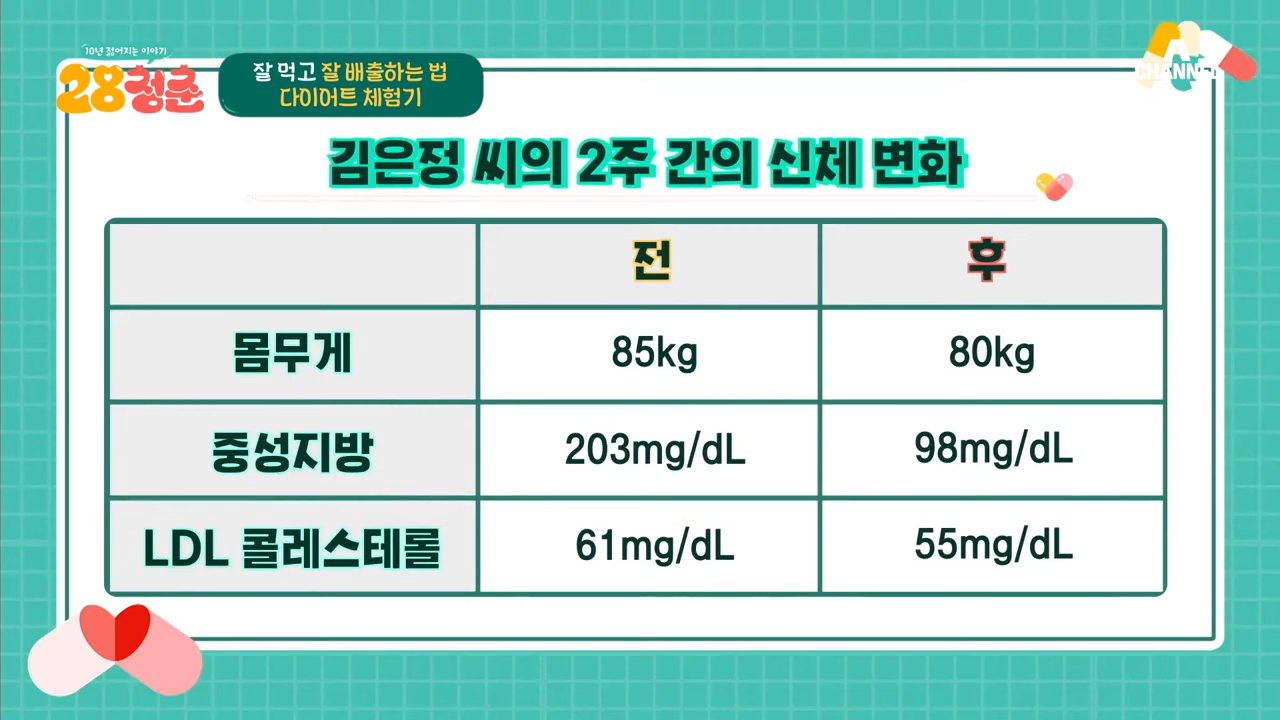 10년 젊어지는 이야기
28청춘
잘 먹고 잘 배출하는 법
다이어트 체험기
CHANNEL A
김은정 씨의 2주 간의 신체 변화
전 후
몸무게 85kg 80kg
중성지방 203mg/dL 98mg/dL
LDL 콜레스테롤 61mg/dL 55mg/dL